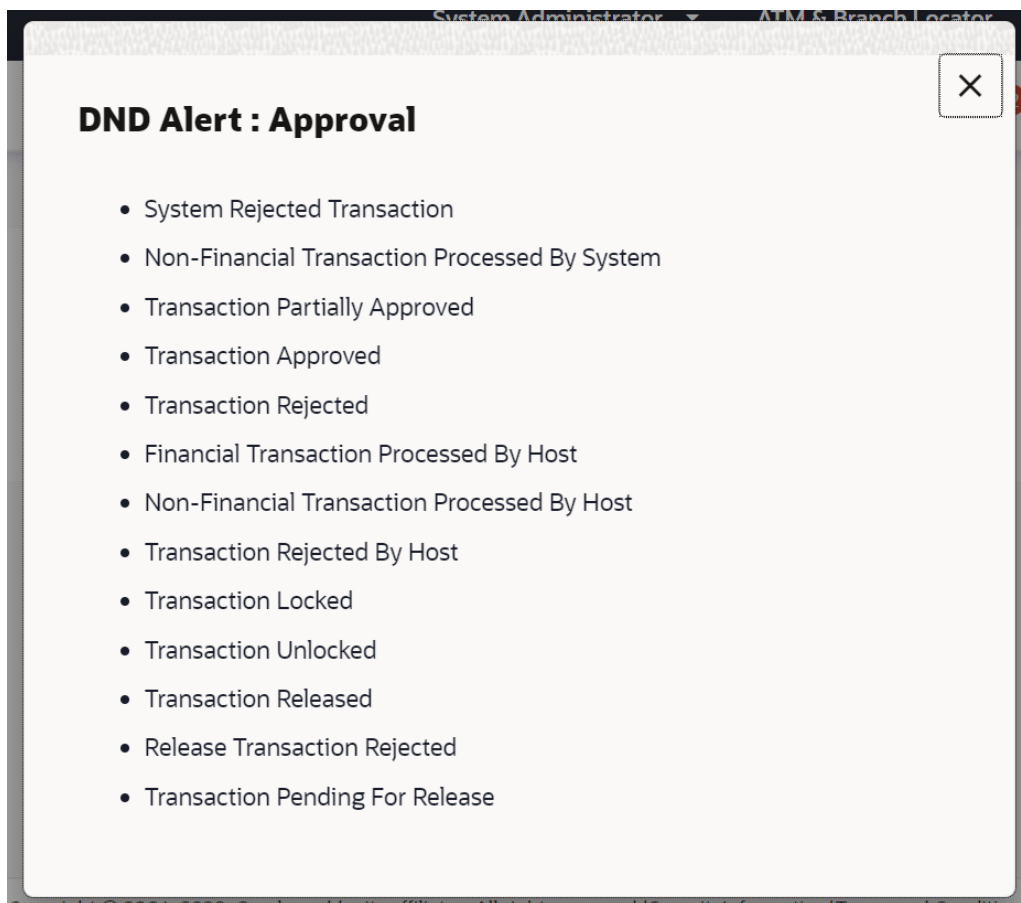 System Administrator ATM & Branch Locator
DND Alert : Approval
• System Rejected Transaction
• Non-Financial Transaction Processed By System
• Transaction Partially Approved
• Transaction Approved
• Transaction Rejected
• Financial Transaction Processed By Host
• Non-Financial Transaction Processed By Host
• Transaction Rejected By Host
• Transaction Locked
• Transaction Unlocked
• Transaction Released
• Release Transaction Rejected
• Transaction Pending For Release